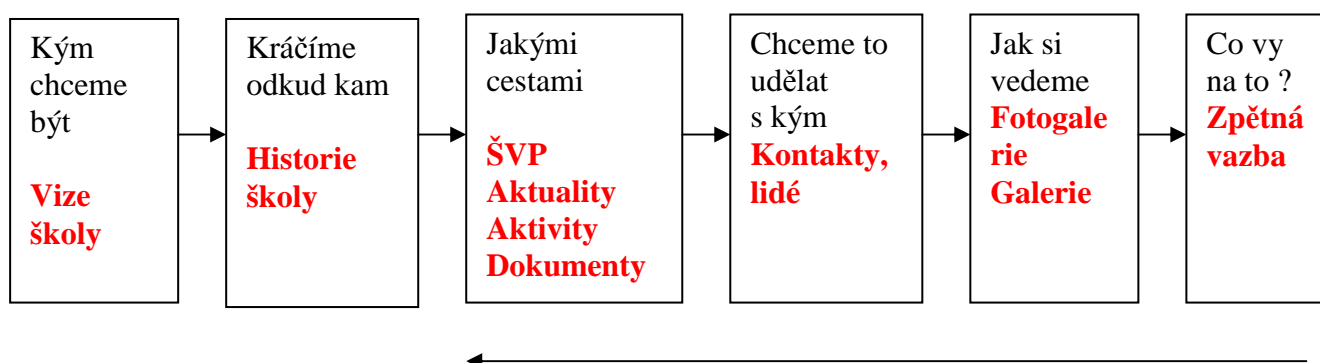 Kým
chceme
být
Vize
školy
Kráčíme
odkud kam
Historie
školy
Jakými
cestami
ŠVP
Aktuality
Aktivity
Dokumenty
Chceme to
udělat
s kým
Kontakty,
lidé
Jak si
vedeme
Fotogale
rie
Galerie
Co vy
na to ?
Zpětná
vazba